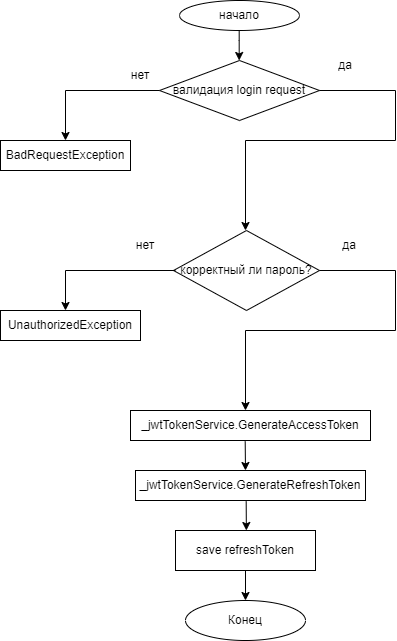 начало
нет
да
валидация login request
BadRequestException
нет
да
корректный ли пароль?
UnauthorizedException
_jwtTokenService.GenerateAccessToken
_jwtTokenService.GenerateRefreshToken
save refreshToken
Конец